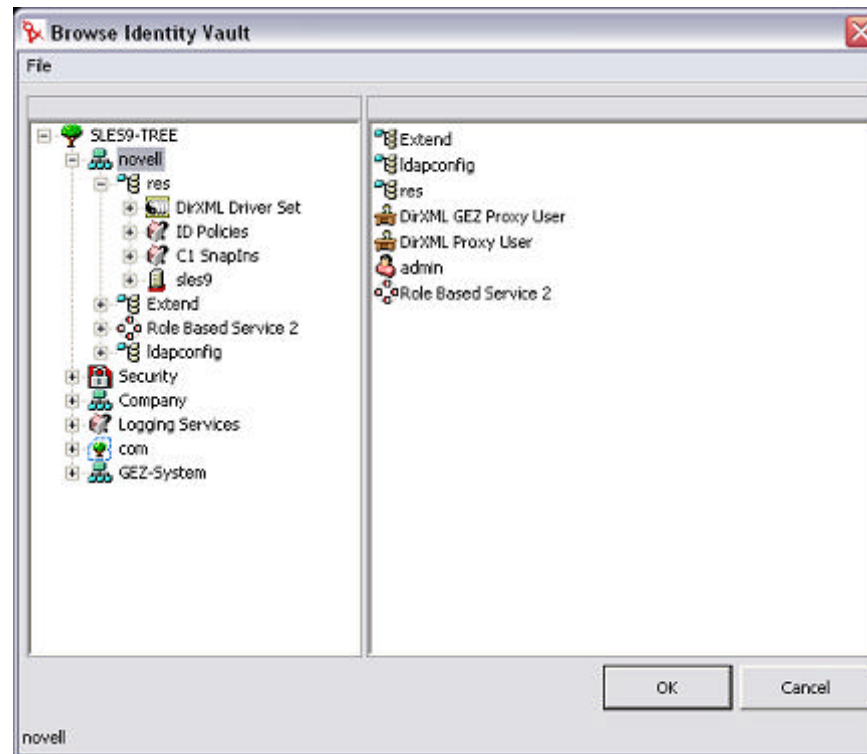 Browse Identity Vault
File
SLES9-TREE
novell
res
DirXML Driver Set
ID Policies
C1 SnapIns
sles9
Extend
Role Based Service 2
ldapconfig
Security
Company
Logging Services
com
GEZ-System
Extend
ldapconfig
res
DirXML GEZ Proxy User
DirXML Proxy User
admin
Role Based Service 2
OK
Cancel
novell